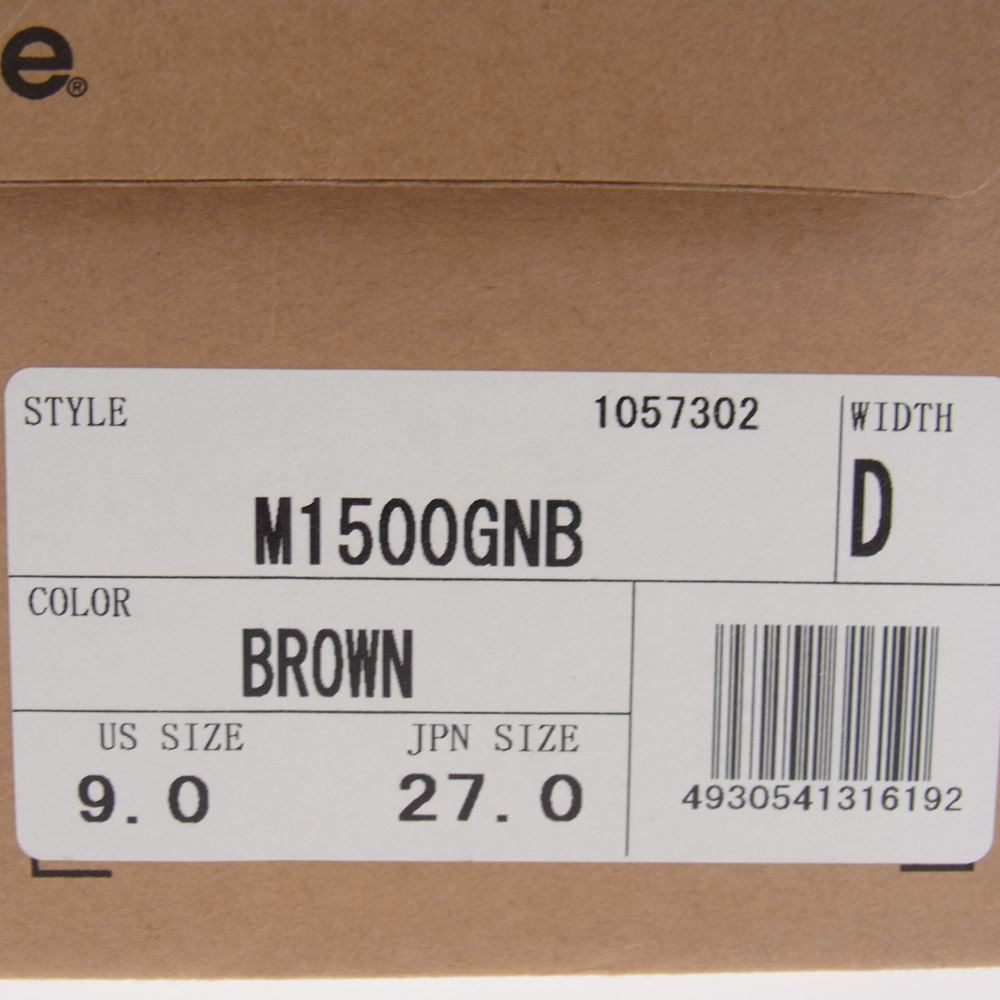 e®
STYLE 1057302 WIDTH
M1500GNB D
COLOR
BROWN
US SIZE JPN SIZE
9.0 27.0
4930541316192